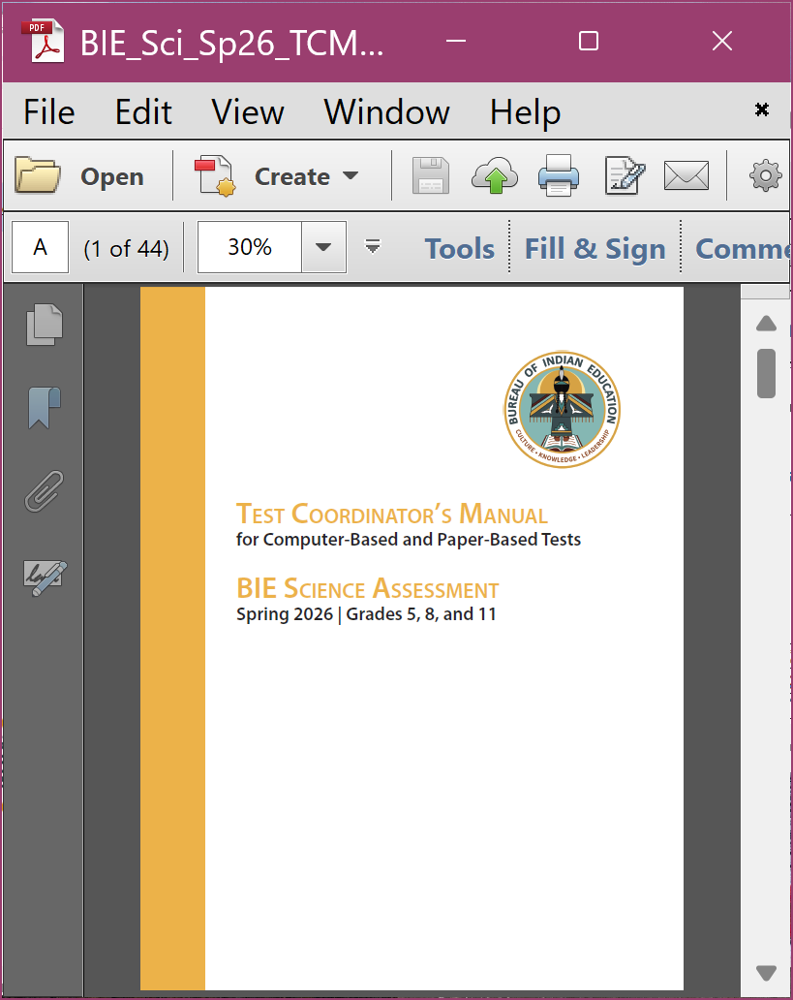 BIE_Sci_Sp26_TCM...
File Edit View Window Help
Open Create
A (1 of 44) 30% Tools Fill & Sign Comme
BUREAU OF INDIAN EDUCATION
CULTURE • KNOWLEDGE • LEADERSHIP
TEST COORDINATOR'S MANUAL
for Computer-Based and Paper-Based Tests
BIE SCIENCE ASSESSMENT
Spring 2026 | Grades 5, 8, and 11